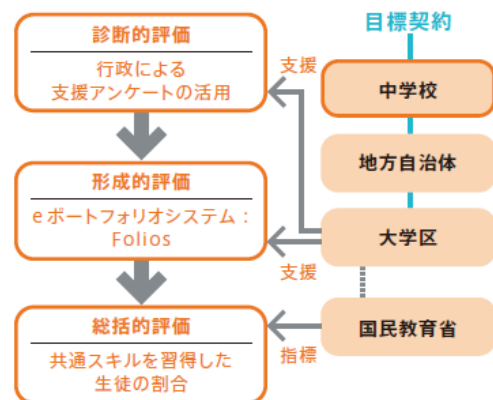 診断的評価
行政による
支援アンケートの活用
形成的評価
eポートフォリオシステム：
Folios
総括的評価
共通スキルを習得した
生徒の割合
支援
支援
指標
目標契約
中学校
地方自治体
大学区
国民教育省